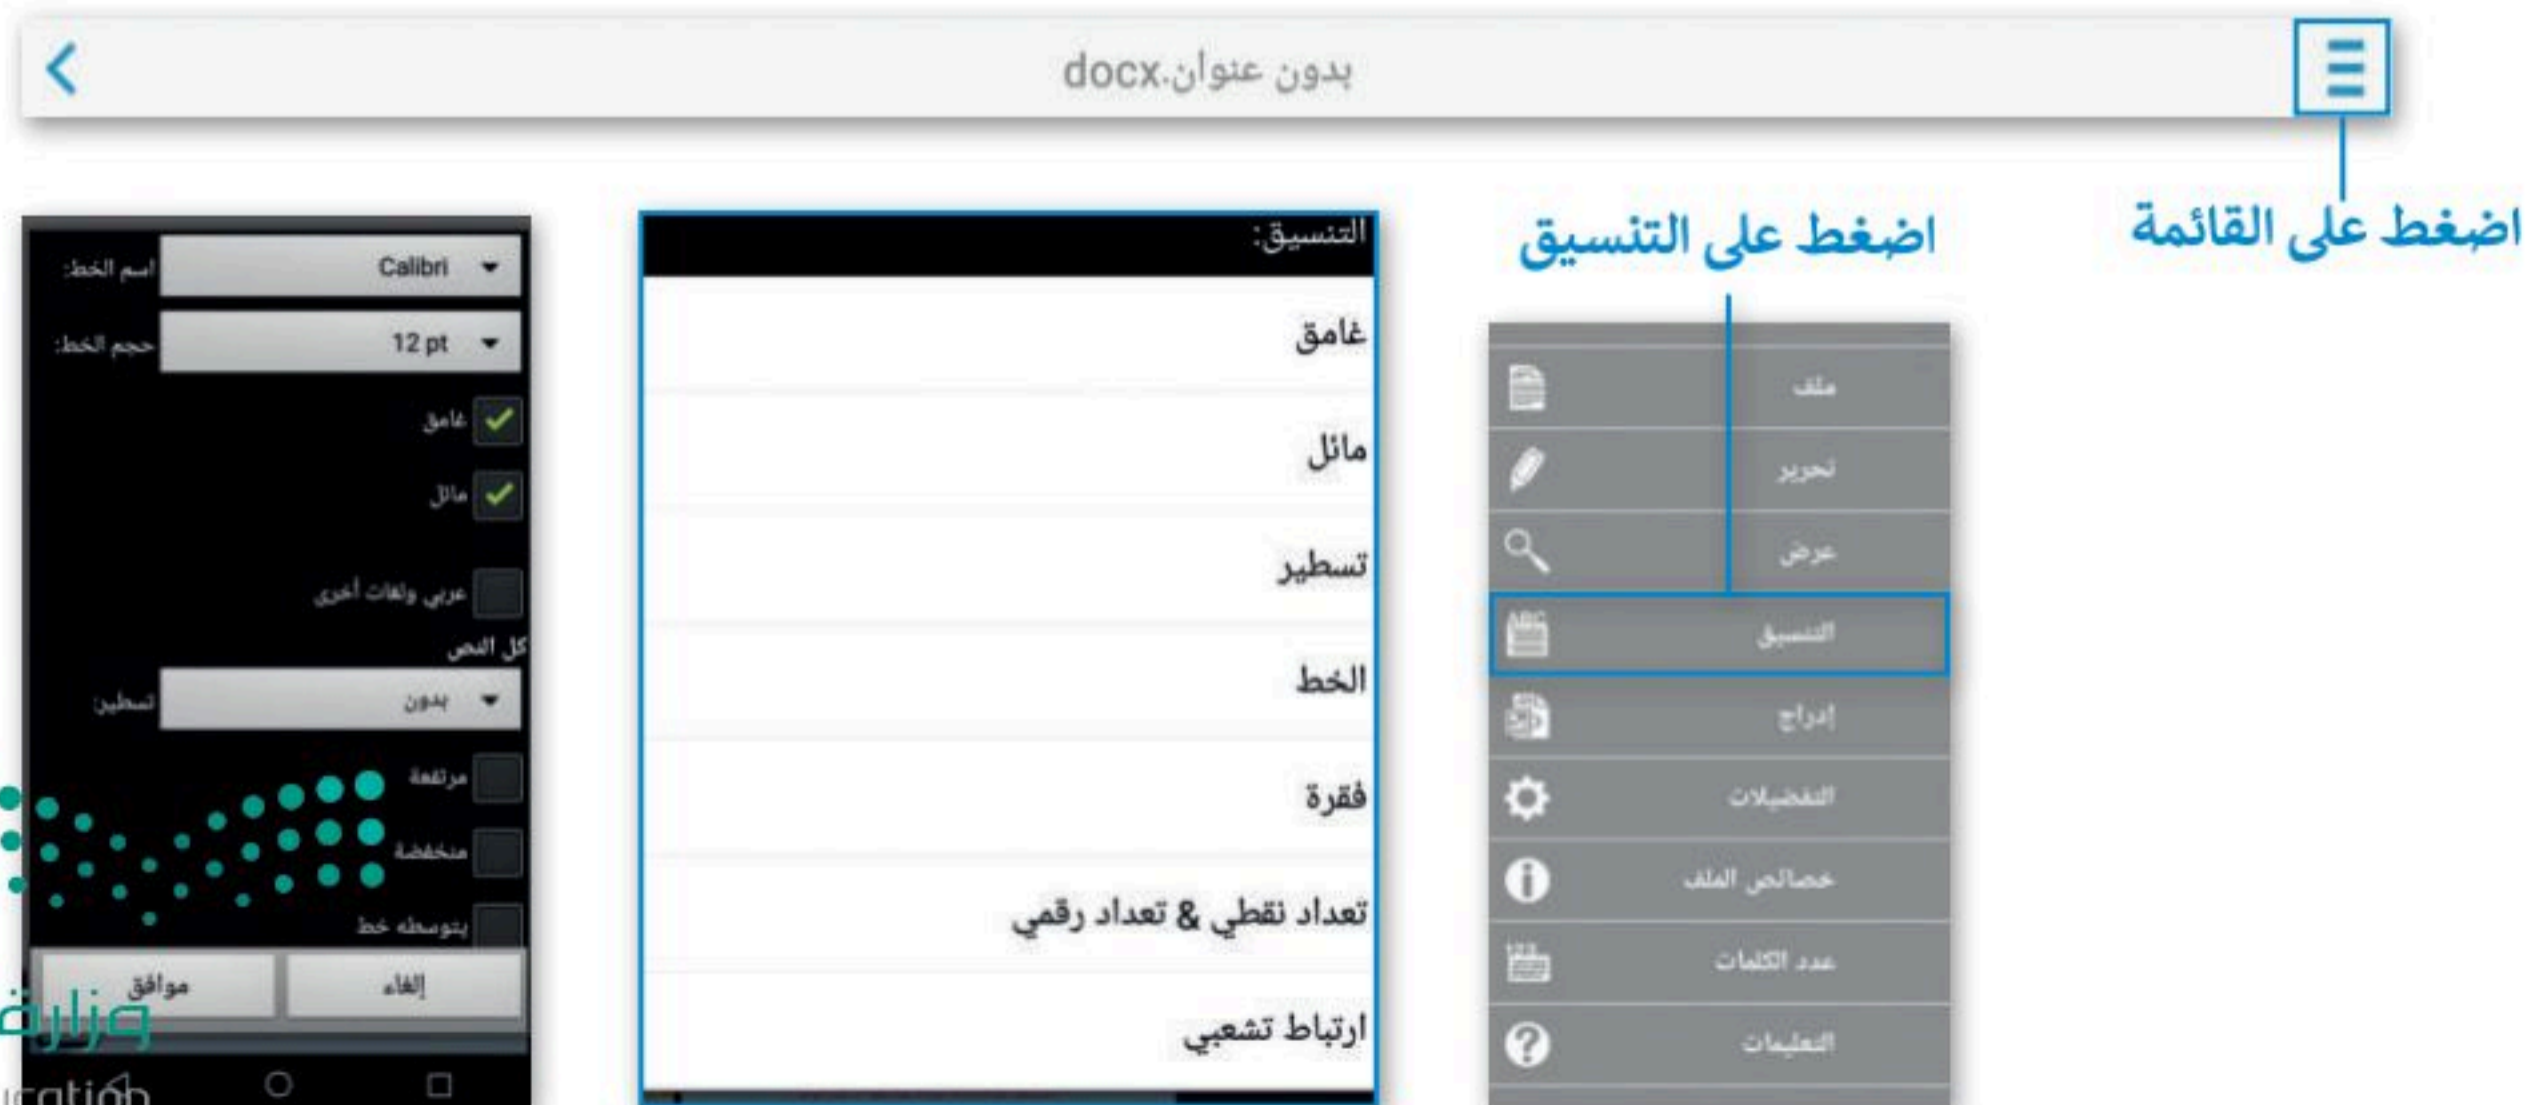 بدون عنوان.docx
اضغط على القائمة
اضغط على التنسيق
ملف
تحرير
عرض
التنسيق
إدراج
التفضيلات
خصائص الملف
عدد الكلمات
التعليمات
التنسيق:
غامق
مائل
تسطير
الخط
فقرة
تعداد نقطي & تعداد رقمي
ارتباط تشعبي
اسم الخط: Calibri
حجم الخط: 12 pt
غامق
مائل
عربي ولغات أخرى
كل النص
تسطير: بدون
مرتفعة
منخفضة
يتوسطه خط
إلغاء موافق
وزارة
ucation